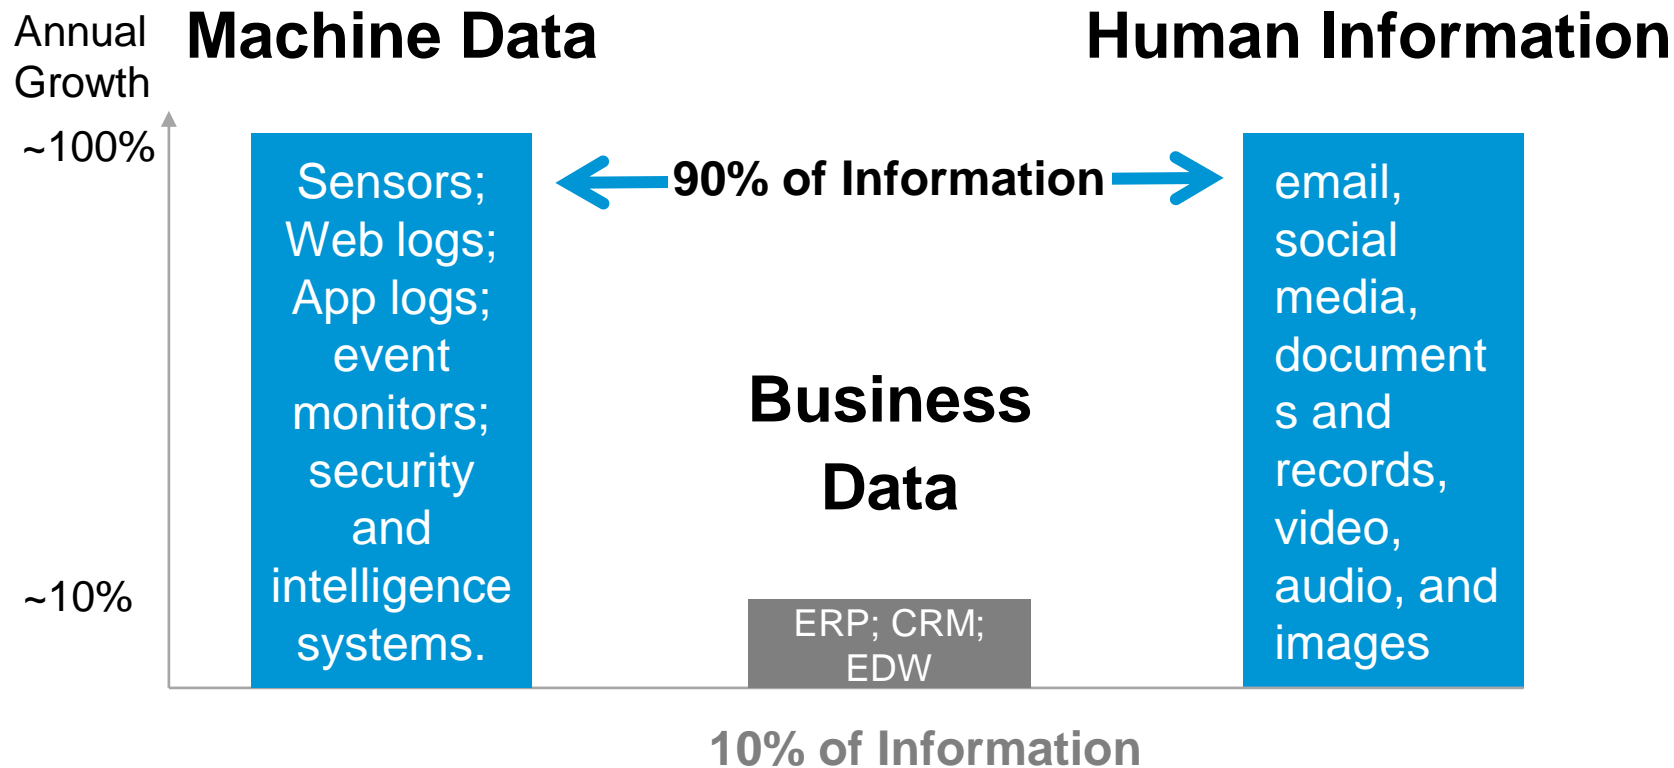 Annual
Growth
Machine Data
Human Information
~100%
Sensors;
Web logs;
App logs;
event
monitors;
security
and
intelligence
systems.
90% of Information
email,
social
media,
document
s and
records,
video,
audio, and
images
Business
Data
~10%
ERP; CRM;
EDW
10% of Information